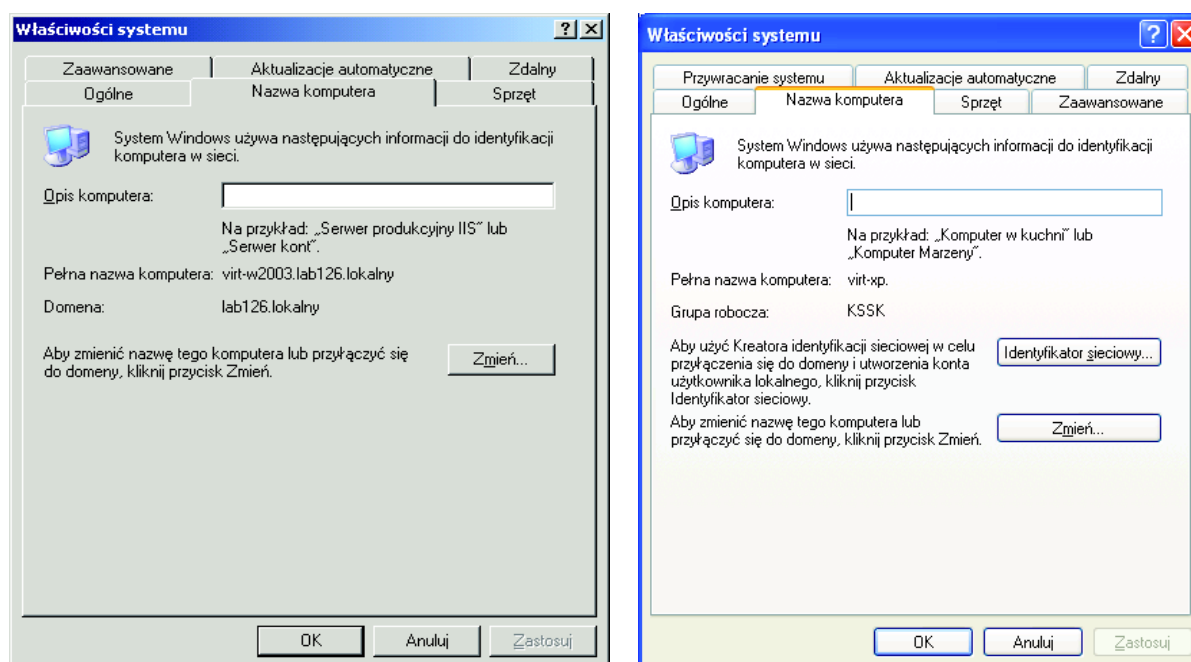 Właściwości systemu
Zaawansowane Aktualizacje automatyczne Zdalny
Ogólne Nazwa komputera Sprzęt
System Windows używa następujących informacji do identyfikacji
komputera w sieci.
Opis komputera:
Na przykład: „Serwer produkcyjny IIS” lub
„Serwer kont”.
Pełna nazwa komputera: virt-w2003.lab126.lokalny
Domena: lab126.lokalny
Aby zmienić nazwę tego komputera lub przyłączyć się
do domeny, kliknij przycisk Zmień.
Zmień...
OK Anuluj Zastosuj
Właściwości systemu
Przywracanie systemu Aktualizacje automatyczne Zdalny
Ogólne Nazwa komputera Sprzęt Zaawansowane
System Windows używa następujących informacji do identyfikacji
komputera w sieci.
Opis komputera:
Na przykład: „Komputer w kuchni” lub
„Komputer Marzeny”.
Pełna nazwa komputera: virt-xp.
Grupa robocza: KSSK
Aby użyć Kreatora identyfikacji sieciowej w celu
przyłączenia się do domeny i utworzenia konta
użytkownika lokalnego, kliknij przycisk
Identyfikator sieciowy.
Identyfikator sieciowy...
Aby zmienić nazwę tego komputera lub
przyłączyć się do domeny, kliknij przycisk Zmień.
Zmień...
OK Anuluj Zastosuj